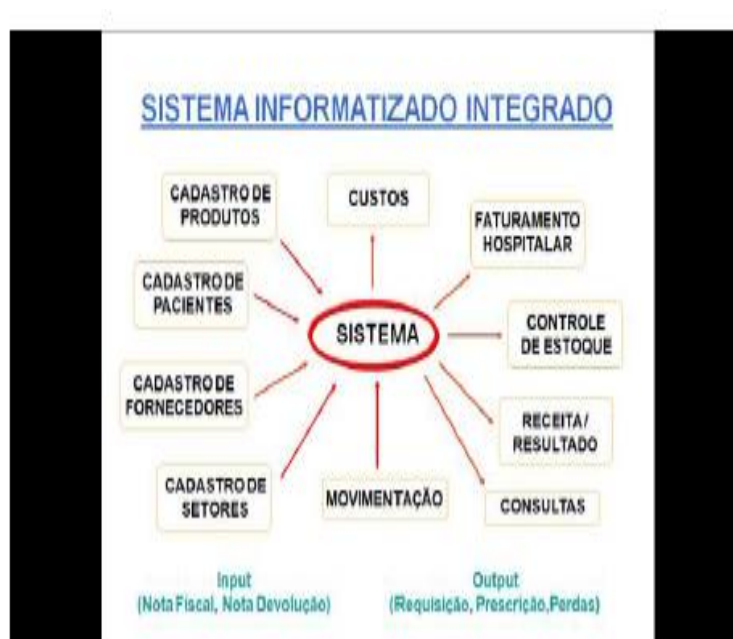 SISTEMA INFORMATIZADO INTEGRADO
CADASTRO DE
PRODUTOS
CUSTOS
FATURAMENTO
HOSPITALAR
CADASTRO DE
PACIENTES
SISTEMA
CONTROLE
DE ESTOQUE
CADASTRO DE
FORNECEDORES
RECEITA/
RESULTADO
CADASTRO DE
SETORES
MOVIMENTAÇÃO
CONSULTAS
Input
(Nota Fiscal, Nota Devolução)
Output
(Requisição, Prescrição,Perdas)